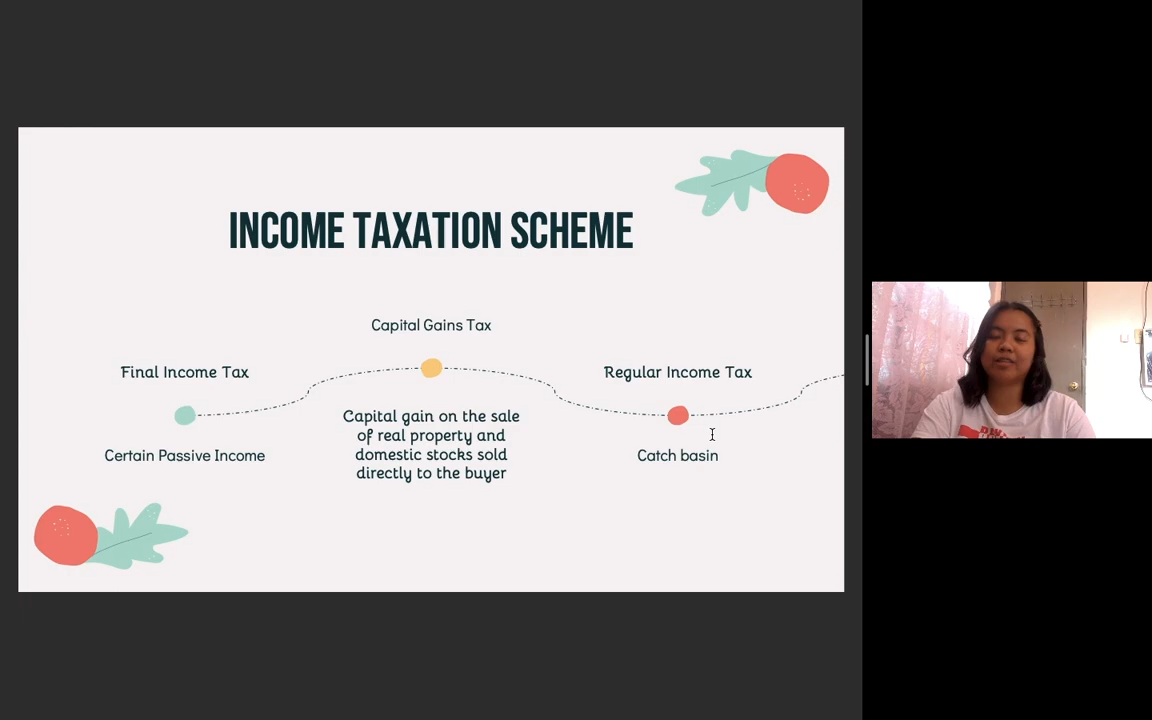 INCOME TAXATION SCHEME
Final Income Tax
Certain Passive Income
Capital Gains Tax
Capital gain on the sale
of real property and
domestic stocks sold
directly to the buyer
Regular Income Tax
Catch basin